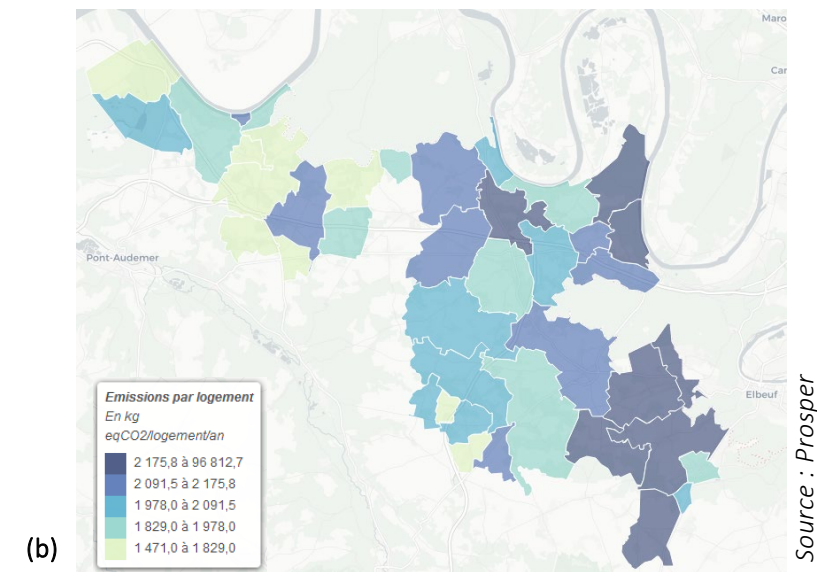 Maro
Car
Pont-Audemer
Elbeuf
Emissions par logement
En kg
eqCO2/logement/an
2 175,8 à 96 812,7
2 091,5 à 2 175,8
1 978,0 à 2 091,5
1 829,0 à 1 978,0
1 471,0 à 1 829,0
(b)
Source : Prosper